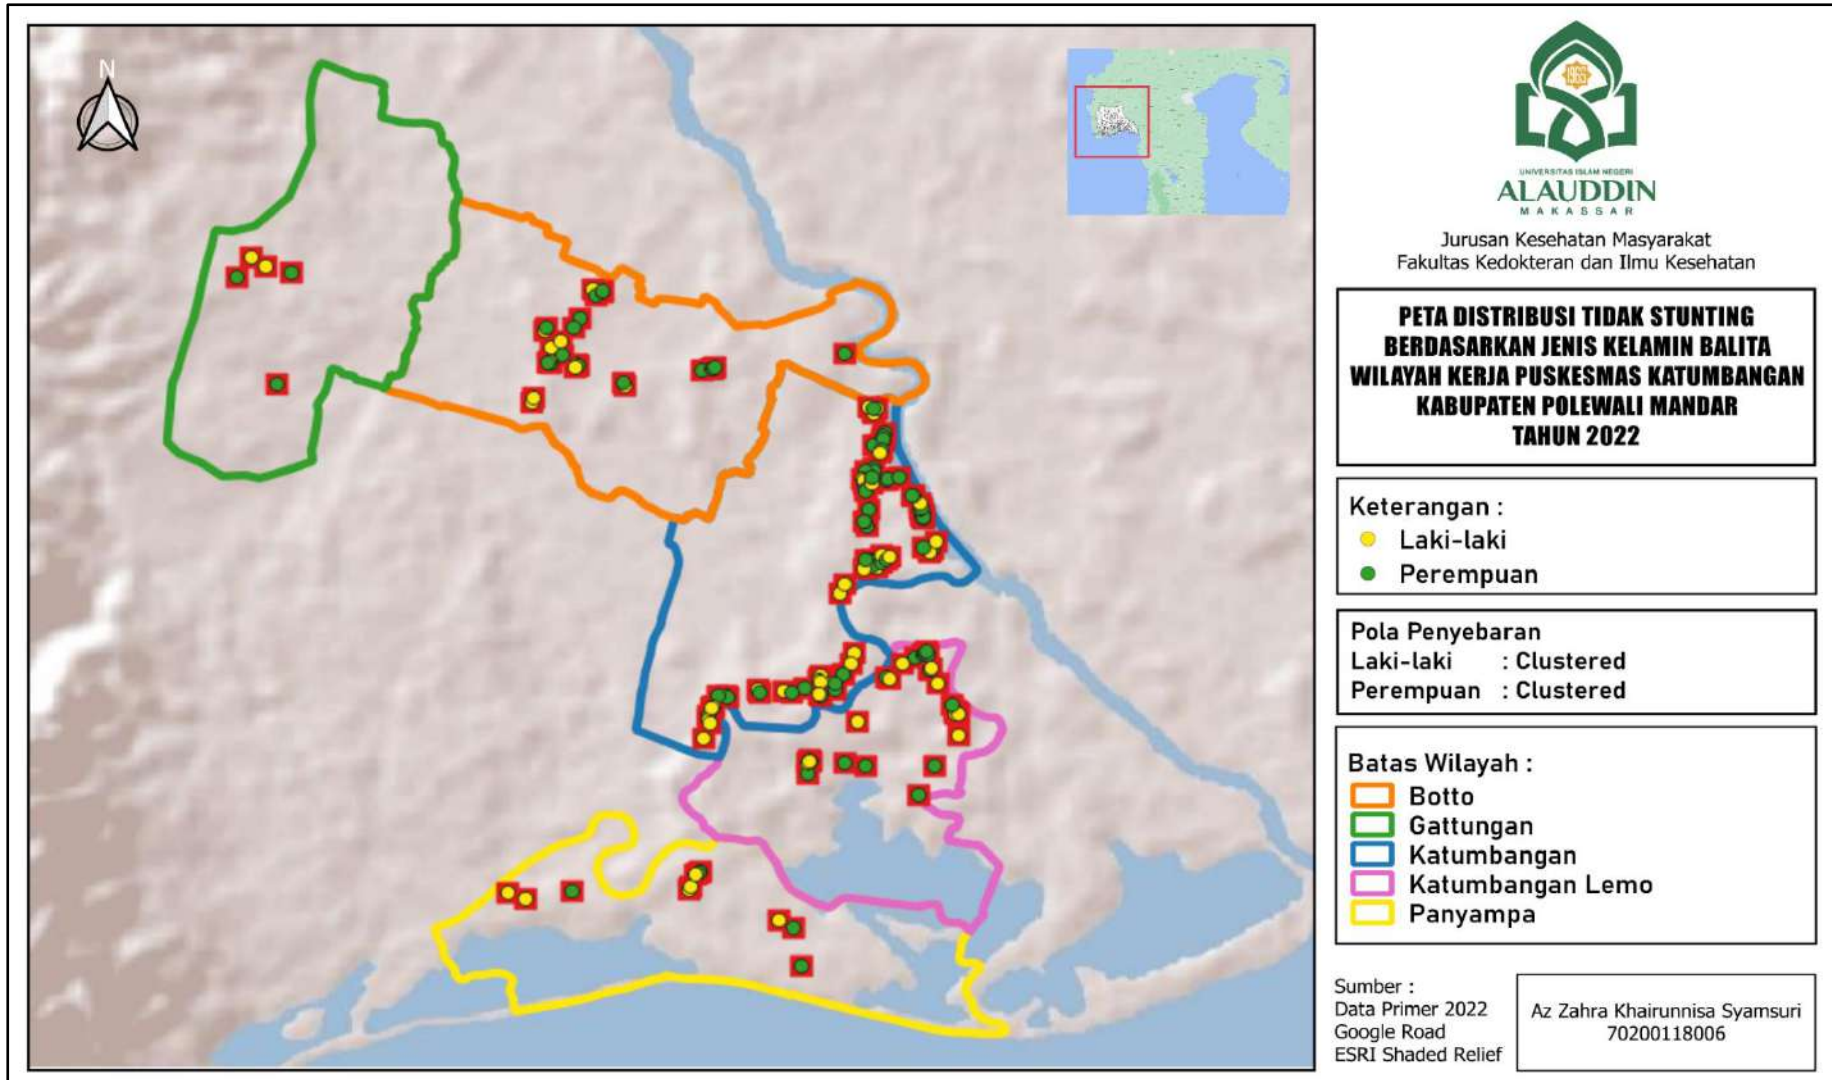 N
1965
UNIVERSITAS ISLAM NEGERI
ALAUDDIN
MAKASSAR
Jurusan Kesehatan Masyarakat
Fakultas Kedokteran dan Ilmu Kesehatan
PETA DISTRIBUSI TIDAK STUNTING
BERDASARKAN JENIS KELAMIN BALITA
WILAYAH KERJA PUSKESMAS KATUMBANGAN
KABUPATEN POLEWALI MANDAR
TAHUN 2022
Keterangan :
Laki-laki
Perempuan
Pola Penyebaran
Laki-laki : Clustered
Perempuan : Clustered
Batas Wilayah :
Botto
Gattungan
Katumbangan
Katumbangan Lemo
Panyampa
Sumber :
Data Primer 2022
Google Road
ESRI Shaded Relief
Az Zahra Khairunnisa Syamsuri
70200118006